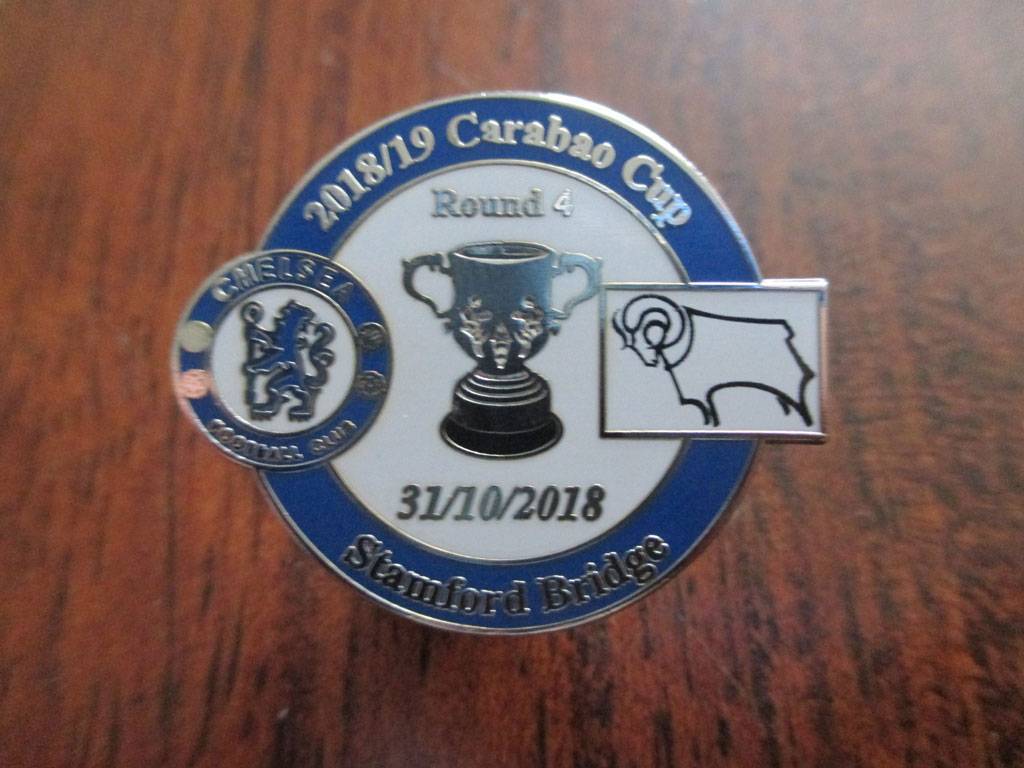 2018/19 Carabao Cup
Round 4
CHELSEA
FOOTBALL CLUB
31/10/2018
Stamford Bridge